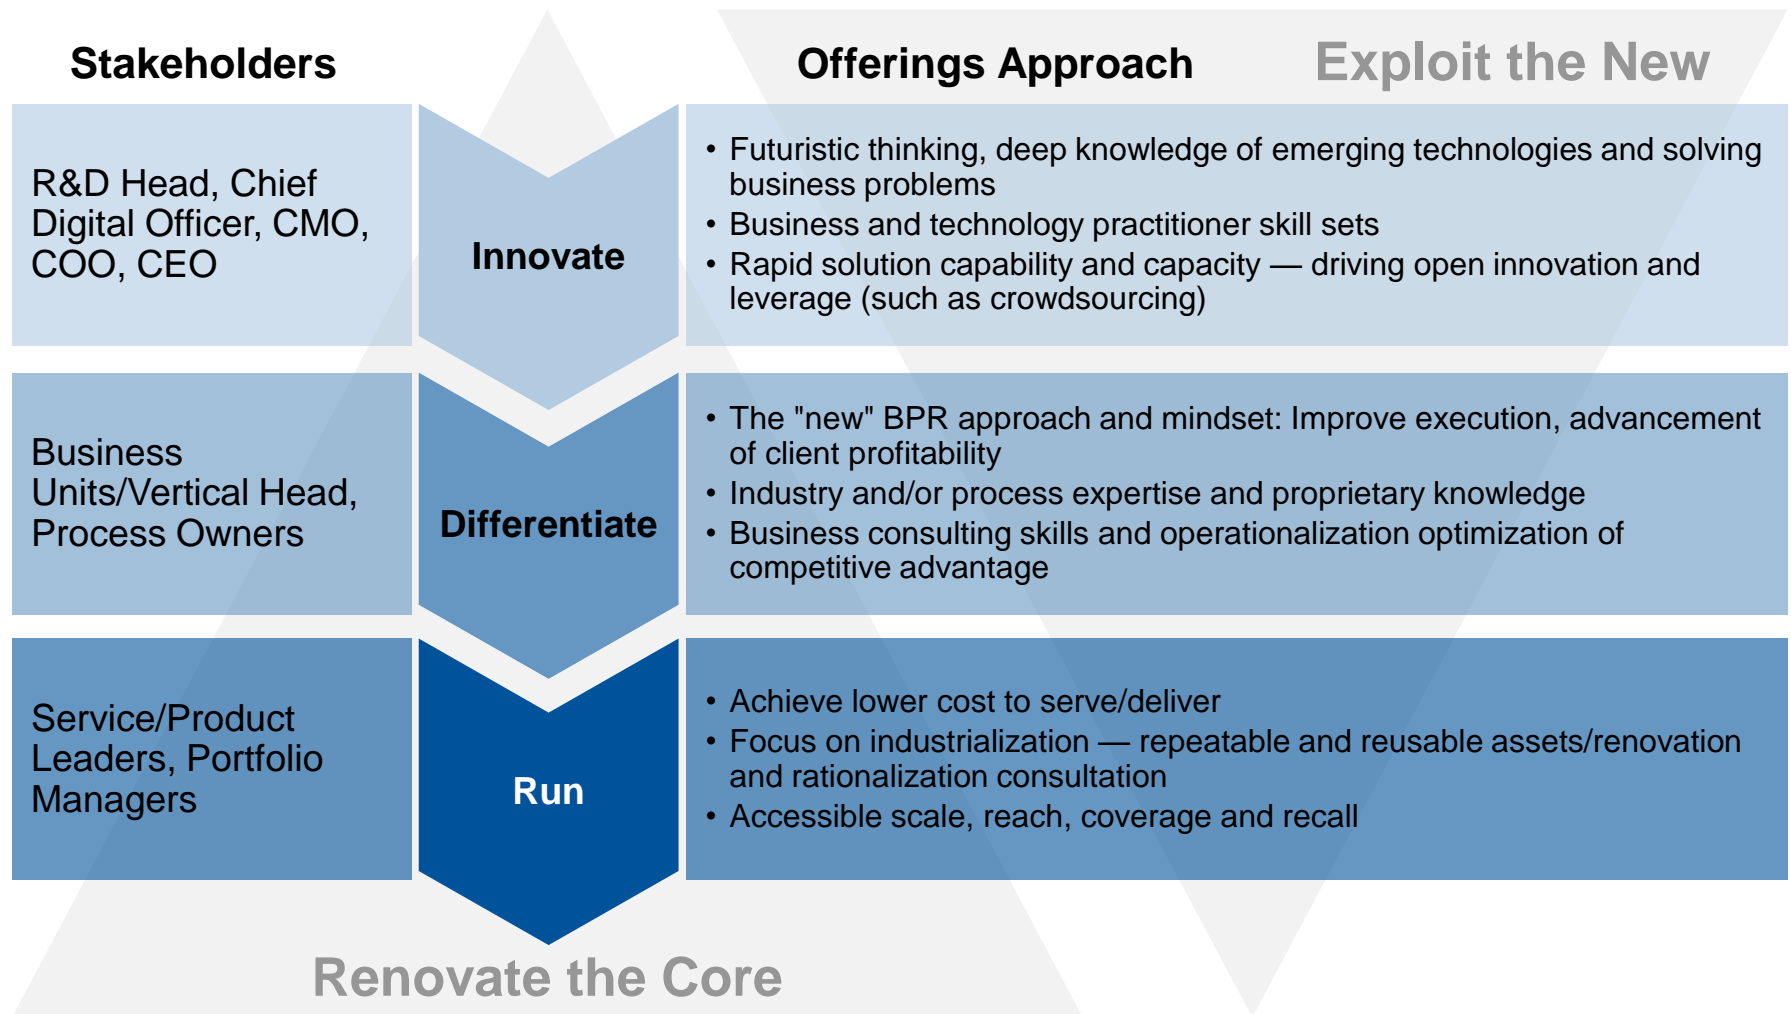 Stakeholders
Offerings Approach
Exploit the New
R&D Head, Chief
Digital Officer, CMO,
COO, CEO
Innovate
• Futuristic thinking, deep knowledge of emerging technologies and solving
business problems
• Business and technology practitioner skill sets
• Rapid solution capability and capacity — driving open innovation and
leverage (such as crowdsourcing)
Business
Units/Vertical Head,
Process Owners
Differentiate
• The "new" BPR approach and mindset: Improve execution, advancement
of client profitability
• Industry and/or process expertise and proprietary knowledge
• Business consulting skills and operationalization optimization of
competitive advantage
Service/Product
Leaders, Portfolio
Managers
Run
• Achieve lower cost to serve/deliver
• Focus on industrialization — repeatable and reusable assets/renovation
and rationalization consultation
• Accessible scale, reach, coverage and recall
Renovate the Core